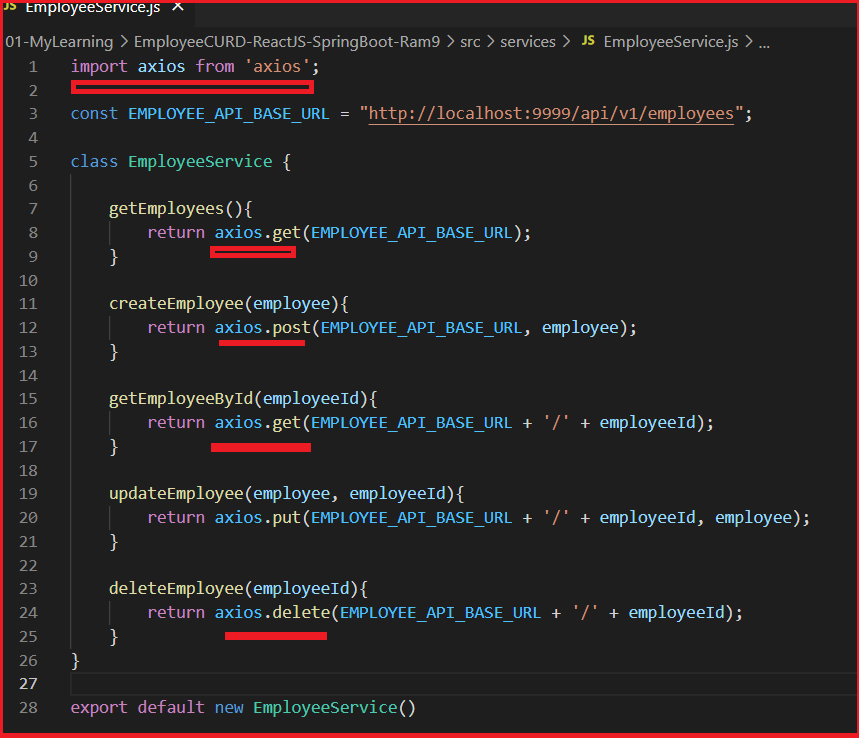 JS EmployeeService.js ×
01-MyLearning > EmployeeCURD-ReactJS-SpringBoot-Ram9 > src > services > JS EmployeeService.js > ...
1 import axios from 'axios';
2
3 const EMPLOYEE_API_BASE_URL = "http://localhost:9999/api/v1/employees";
4
5 class EmployeeService {
6
7 getEmployees(){
8 return axios.get(EMPLOYEE_API_BASE_URL);
9 }
10
11 createEmployee(employee){
12 return axios.post(EMPLOYEE_API_BASE_URL, employee);
13 }
14
15 getEmployeeById(employeeId){
16 return axios.get(EMPLOYEE_API_BASE_URL + '/' + employeeId);
17 }
18
19 updateEmployee(employee, employeeId){
20 return axios.put(EMPLOYEE_API_BASE_URL + '/' + employeeId, employee);
21 }
22
23 deleteEmployee(employeeId){
24 return axios.delete(EMPLOYEE_API_BASE_URL + '/' + employeeId);
25 }
26 }
27
28 export default new EmployeeService()